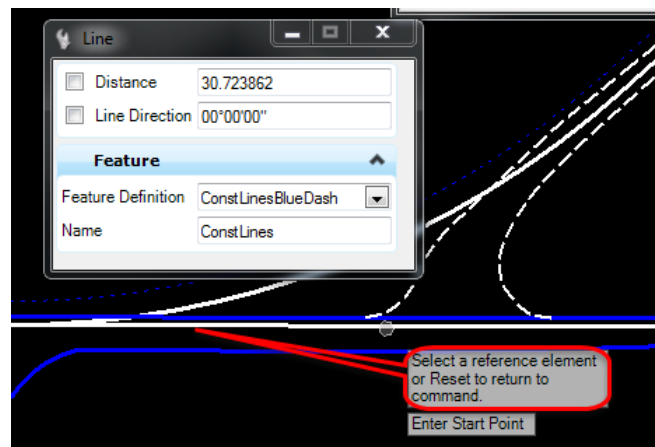 Line
Distance 30.723862
Line Direction 00°00'00"
Feature
Feature Definition ConstLinesBlueDash
Name ConstLines
Select a reference element
or Reset to return to
command.
Enter Start Point